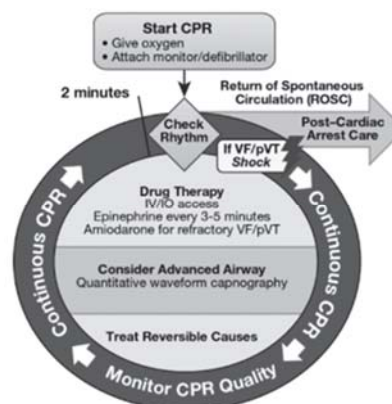 Start CPR
• Give oxygen
• Attach monitor/defibrillator
2 minutes
Return of Spontaneous
Circulation (ROSC)
Check
Rhythm
Post–Cardiac
Arrest Care
If VF/pVT
Shock
Drug Therapy
IV/IO access
Epinephrine every 3-5 minutes
Amiodarone for refractory VF/pVT
Consider Advanced Airway
Quantitative waveform capnography
Treat Reversible Causes
Continuous CPR
Continuous CPR
Monitor CPR Quality